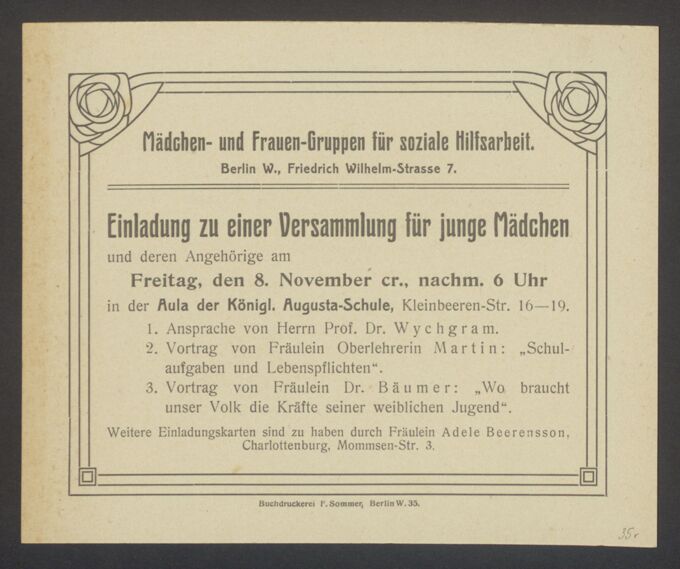 Mädchen- und Frauen-Gruppen für soziale Hilfsarbeit.
Berlin W., Friedrich Wilhelm-Strasse 7.
Einladung zu einer Versammlung für junge Mädchen
und deren Angehörige am
Freitag, den 8. November cr., nachm. 6 Uhr
in der Aula der Königl. Augusta-Schule, Kleinbeeren-Str. 16—19.
1. Ansprache von Herrn Prof. Dr. Wychgram.
2. Vortrag von Fräulein Oberlehrerin Martin: „Schul-
aufgaben und Lebenspflichten“.
3. Vortrag von Fräulein Dr. Bäumer: „Wo braucht
unser Volk die Kräfte seiner weiblichen Jugend“.
Weitere Einladungskarten sind zu haben durch Fräulein Adele Beerensson,
Charlottenburg, Mommsen-Str. 3.
Buchdruckerei F. Sommer, Berlin W. 35.